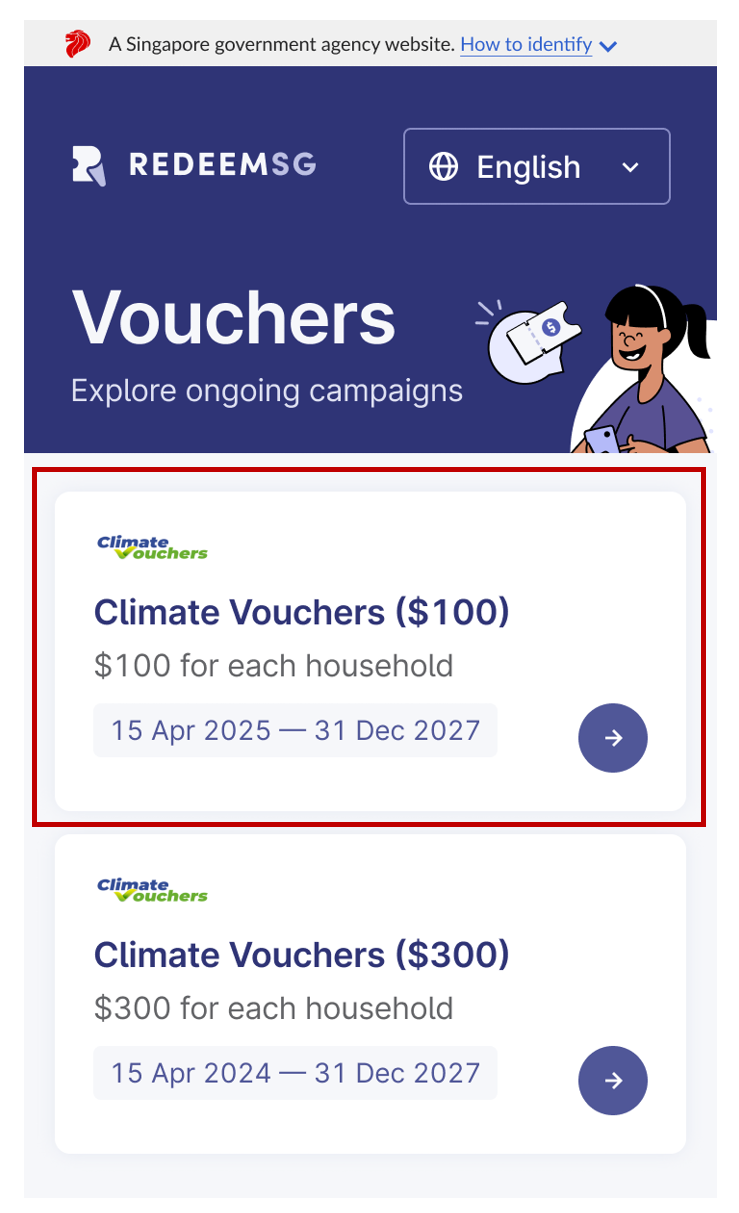 A Singapore government agency website. How to identify
REDEEMSG
English
Vouchers
$
Explore ongoing campaigns
Climate
Vouchers
Climate Vouchers ($100)
$100 for each household
15 Apr 2025 — 31 Dec 2027
Climate
Vouchers
Climate Vouchers ($300)
$300 for each household
15 Apr 2024 — 31 Dec 2027